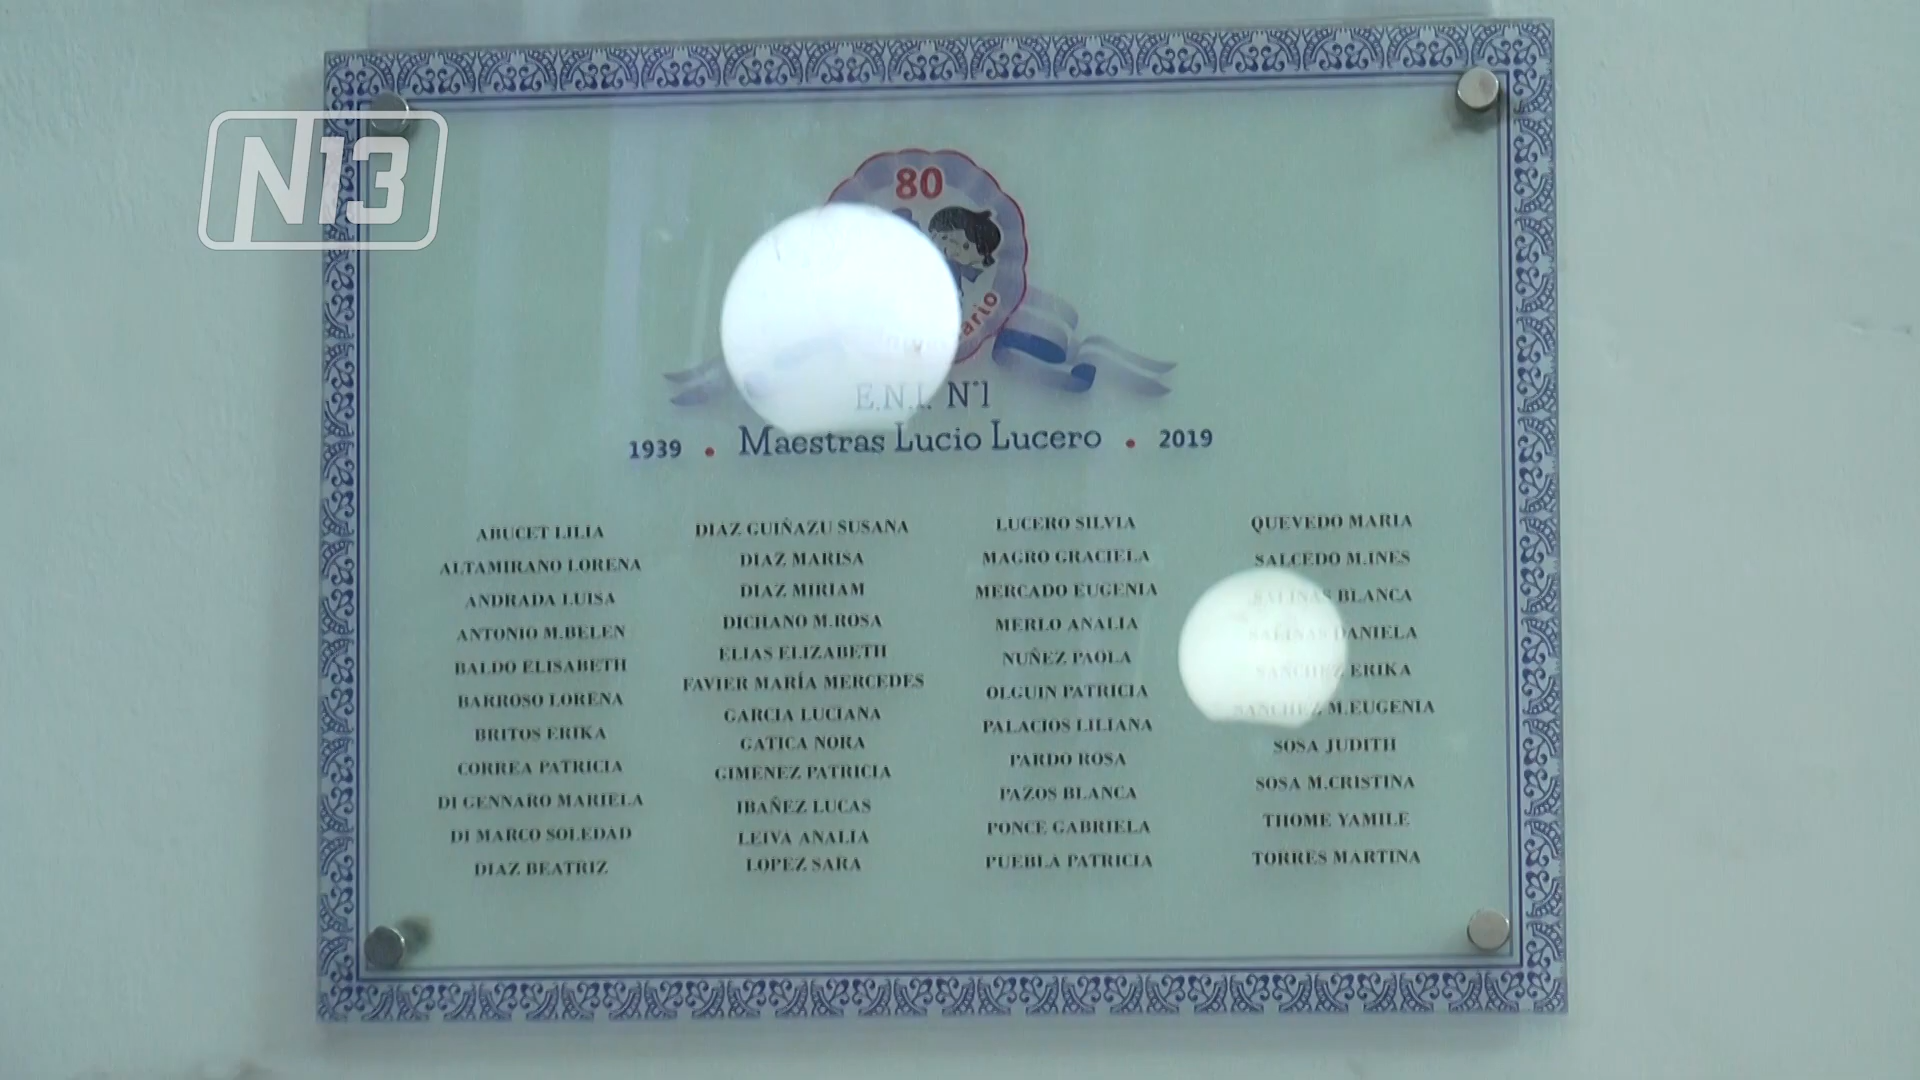 N13
80
ario
E.N.I. N°1
1939 • Maestras Lucio Lucero • 2019
ABUCET LILIA
ALTAMIRANO LORENA
ANDRADA LUISA
ANTONIO M.BELEN
BALDO ELISABETH
BARROSO LORENA
BRITOS ERIKA
CORREA PATRICIA
DI GENNARO MARIELA
DI MARCO SOLEDAD
DIAZ BEATRIZ
DIAZ GUIÑAZU SUSANA
DIAZ MARISA
DIAZ MIRIAM
DICHANO M.ROSA
ELIAS ELIZABETH
FAVIER MARÍA MERCEDES
GARCIA LUCIANA
GATICA NORA
GIMENEZ PATRICIA
IBAÑEZ LUCAS
LEIVA ANALIA
LOPEZ SARA
LUCERO SILVIA
MAGRO GRACIELA
MERCADO EUGENIA
MERLO ANALIA
NUÑEZ PAOLA
OLGUIN PATRICIA
PALACIOS LILIANA
PARDO ROSA
PAZOS BLANCA
PONCE GABRIELA
PUEBLA PATRICIA
QUEVEDO MARIA
SALCEDO M.INES
SALINAS BLANCA
SALINAS DANIELA
SANCHEZ ERIKA
SANCHEZ M.EUGENIA
SOSA JUDITH
SOSA M.CRISTINA
THOME YAMILE
TORRES MARTINA